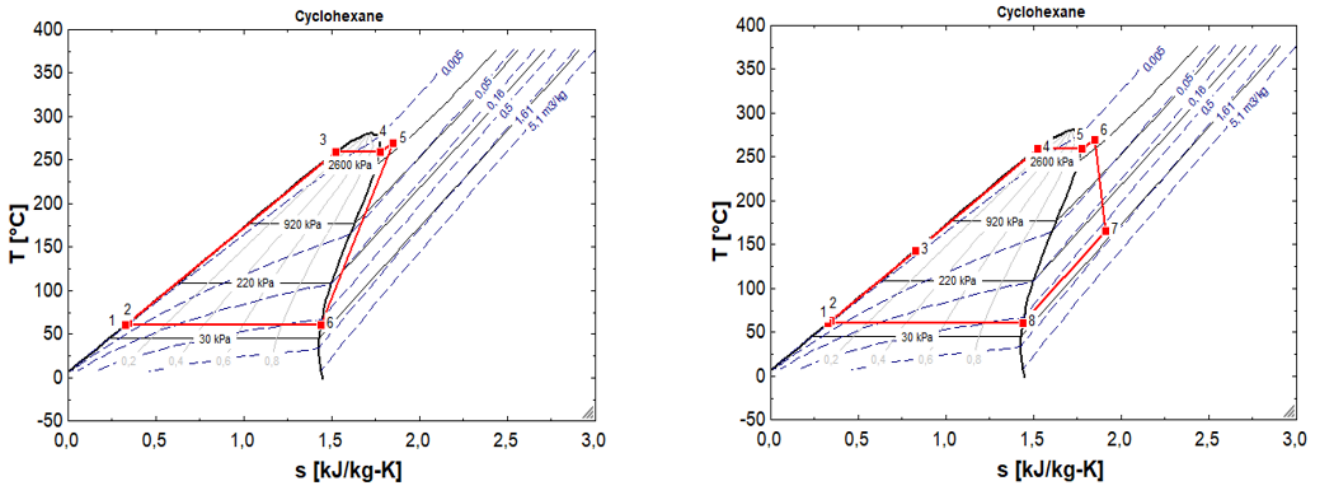 Cyclohexane
400
350
300
250
200
150
100
50
0
-50
T [°C]
0,0 0,5 1,0 1,5 2,0 2,5 3,0
s [kJ/kg-K]
2600 kPa
920 kPa
220 kPa
30 kPa
0,2 0,4 0,6 0,8
0.005
0,05
0,16
0,5
1,61
5,1 m3/kg
1
2
3
4
5
6
Cyclohexane
400
350
300
250
200
150
100
50
0
-50
T [°C]
0,0 0,5 1,0 1,5 2,0 2,5 3,0
s [kJ/kg-K]
2600 kPa
920 kPa
220 kPa
30 kPa
0,2 0,4 0,6 0,8
0.005
0,05
0,16
0,5
1,61
5,1 m3/kg
1
2
3
4
5
6
7
8